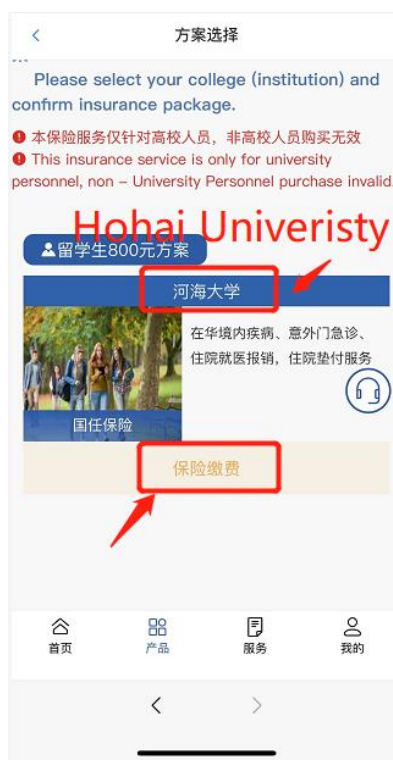 方案选择
Please select your college (institution) and
confirm insurance package.
本保险服务仅针对高校人员，非高校人员购买无效
This insurance service is only for university
personnel, non – University Personnel purchase invalid.
Hohai Univeristy
留学生800元方案
河海大学
在华境内疾病、意外门急诊、
住院就医报销，住院垫付服务
国任保险
保险缴费
首页 产品 服务 我的